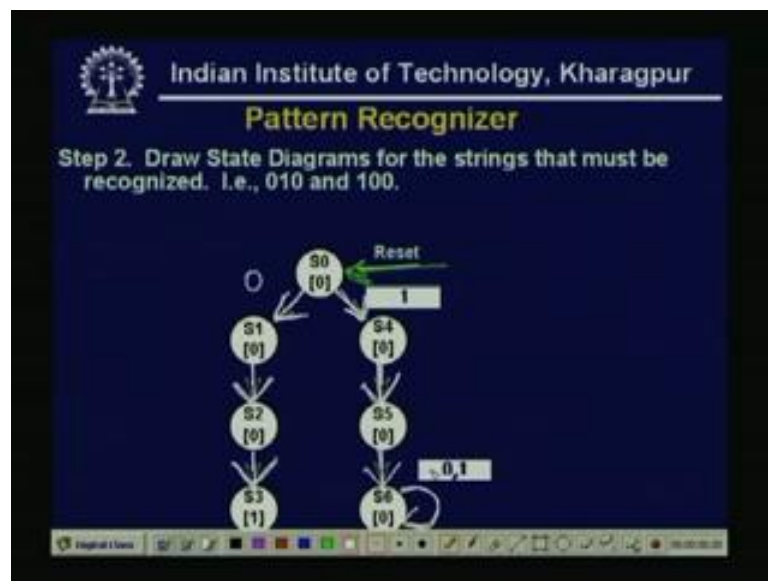 Indian Institute of Technology, Kharagpur
Pattern Recognizer
Step 2. Draw State Diagrams for the strings that must be
recognized. I.e., 010 and 100.
Reset
S0
[0]
0
1
S1
[0]
S4
[0]
S2
[0]
S5
[0]
0,1
S3
[1]
S6
[0]